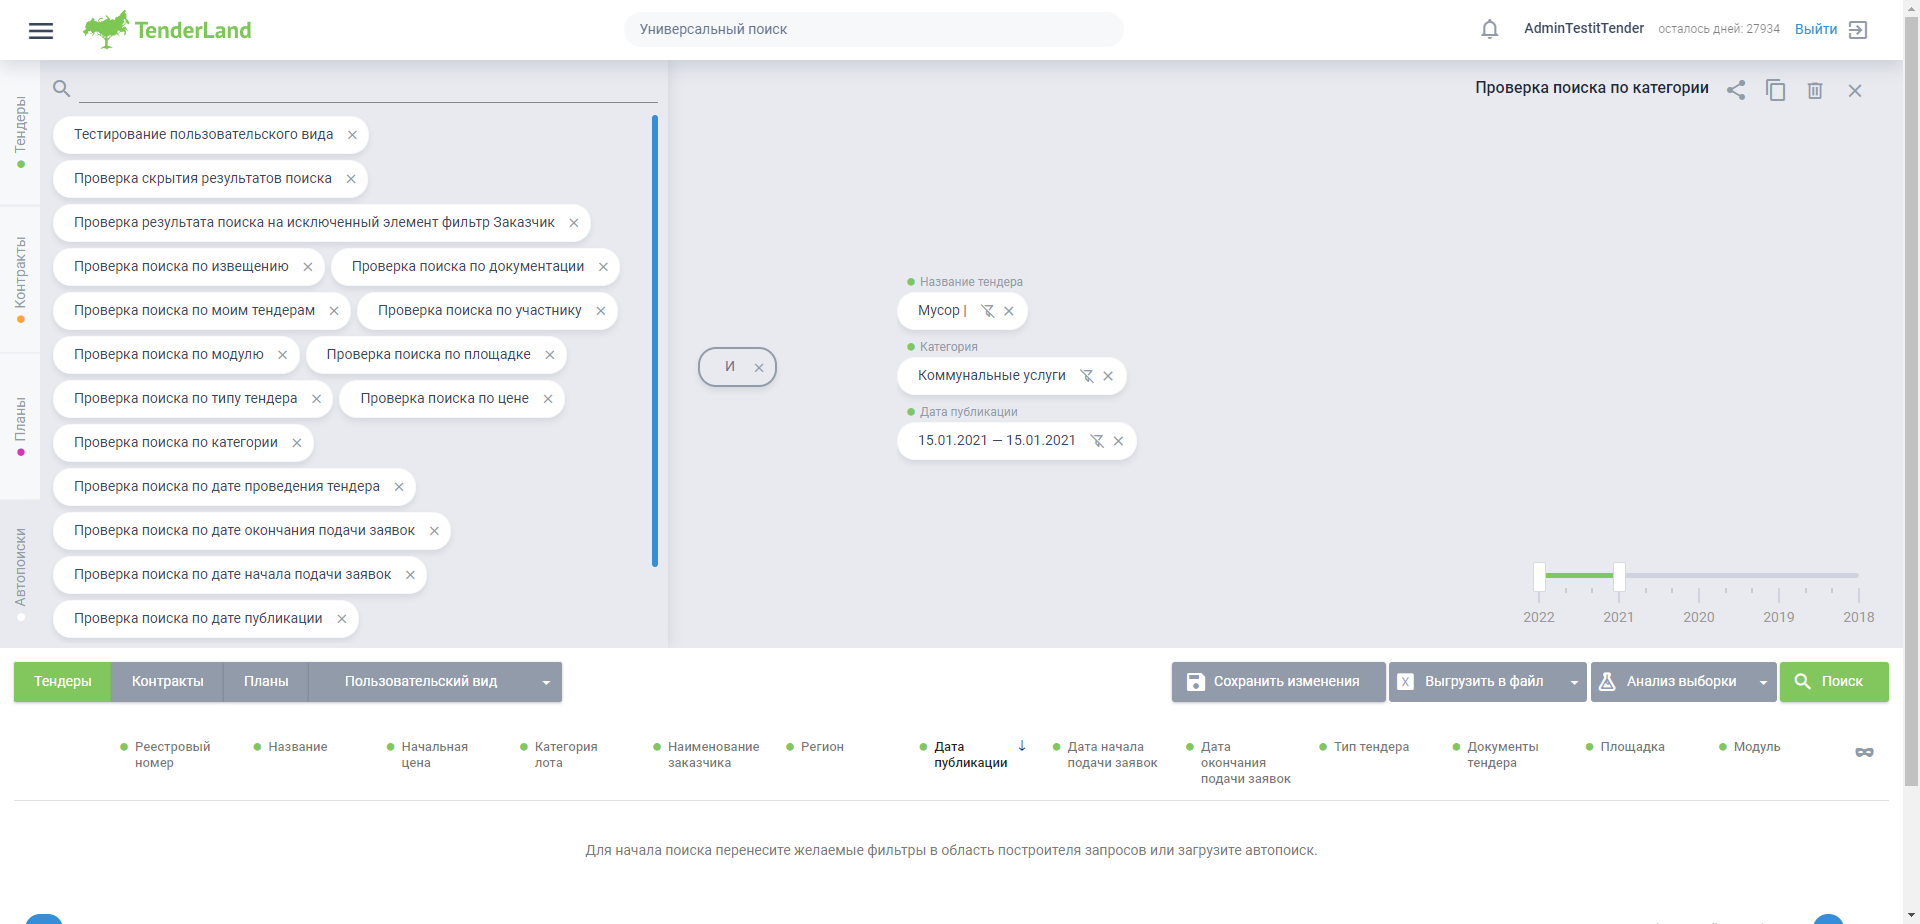 TenderLand
Универсальный поиск
AdminTestitTender
осталось дней: 27934
Выйти
Тендеры
Контракты
Планы
Автопоиски
Тестирование пользовательского вида
Проверка скрытия результатов поиска
Проверка результата поиска на исключенный элемент фильтр Заказчик
Проверка поиска по извещению
Проверка поиска по документации
Проверка поиска по моим тендерам
Проверка поиска по участнику
Проверка поиска по модулю
Проверка поиска по площадке
Проверка поиска по типу тендера
Проверка поиска по цене
Проверка поиска по категории
Проверка поиска по дате проведения тендера
Проверка поиска по дате окончания подачи заявок
Проверка поиска по дате начала подачи заявок
Проверка поиска по дате публикации
Проверка поиска по категории
И
Название тендера
Мусор |
Категория
Коммунальные услуги
Дата публикации
15.01.2021 — 15.01.2021
2022 2021 2020 2019 2018
Тендеры
Контракты
Планы
Пользовательский вид
Сохранить изменения
X Выгрузить в файл
Анализ выборки
Поиск
Реестровый
номер
Название
Начальная
цена
Категория
лота
Наименование
заказчика
Регион
Дата
публикации
Дата начала
подачи заявок
Дата
окончания
подачи заявок
Тип тендера
Документы
тендера
Площадка
Модуль
Для начала поиска перенесите желаемые фильтры в область построителя запросов или загрузите автопоиск.